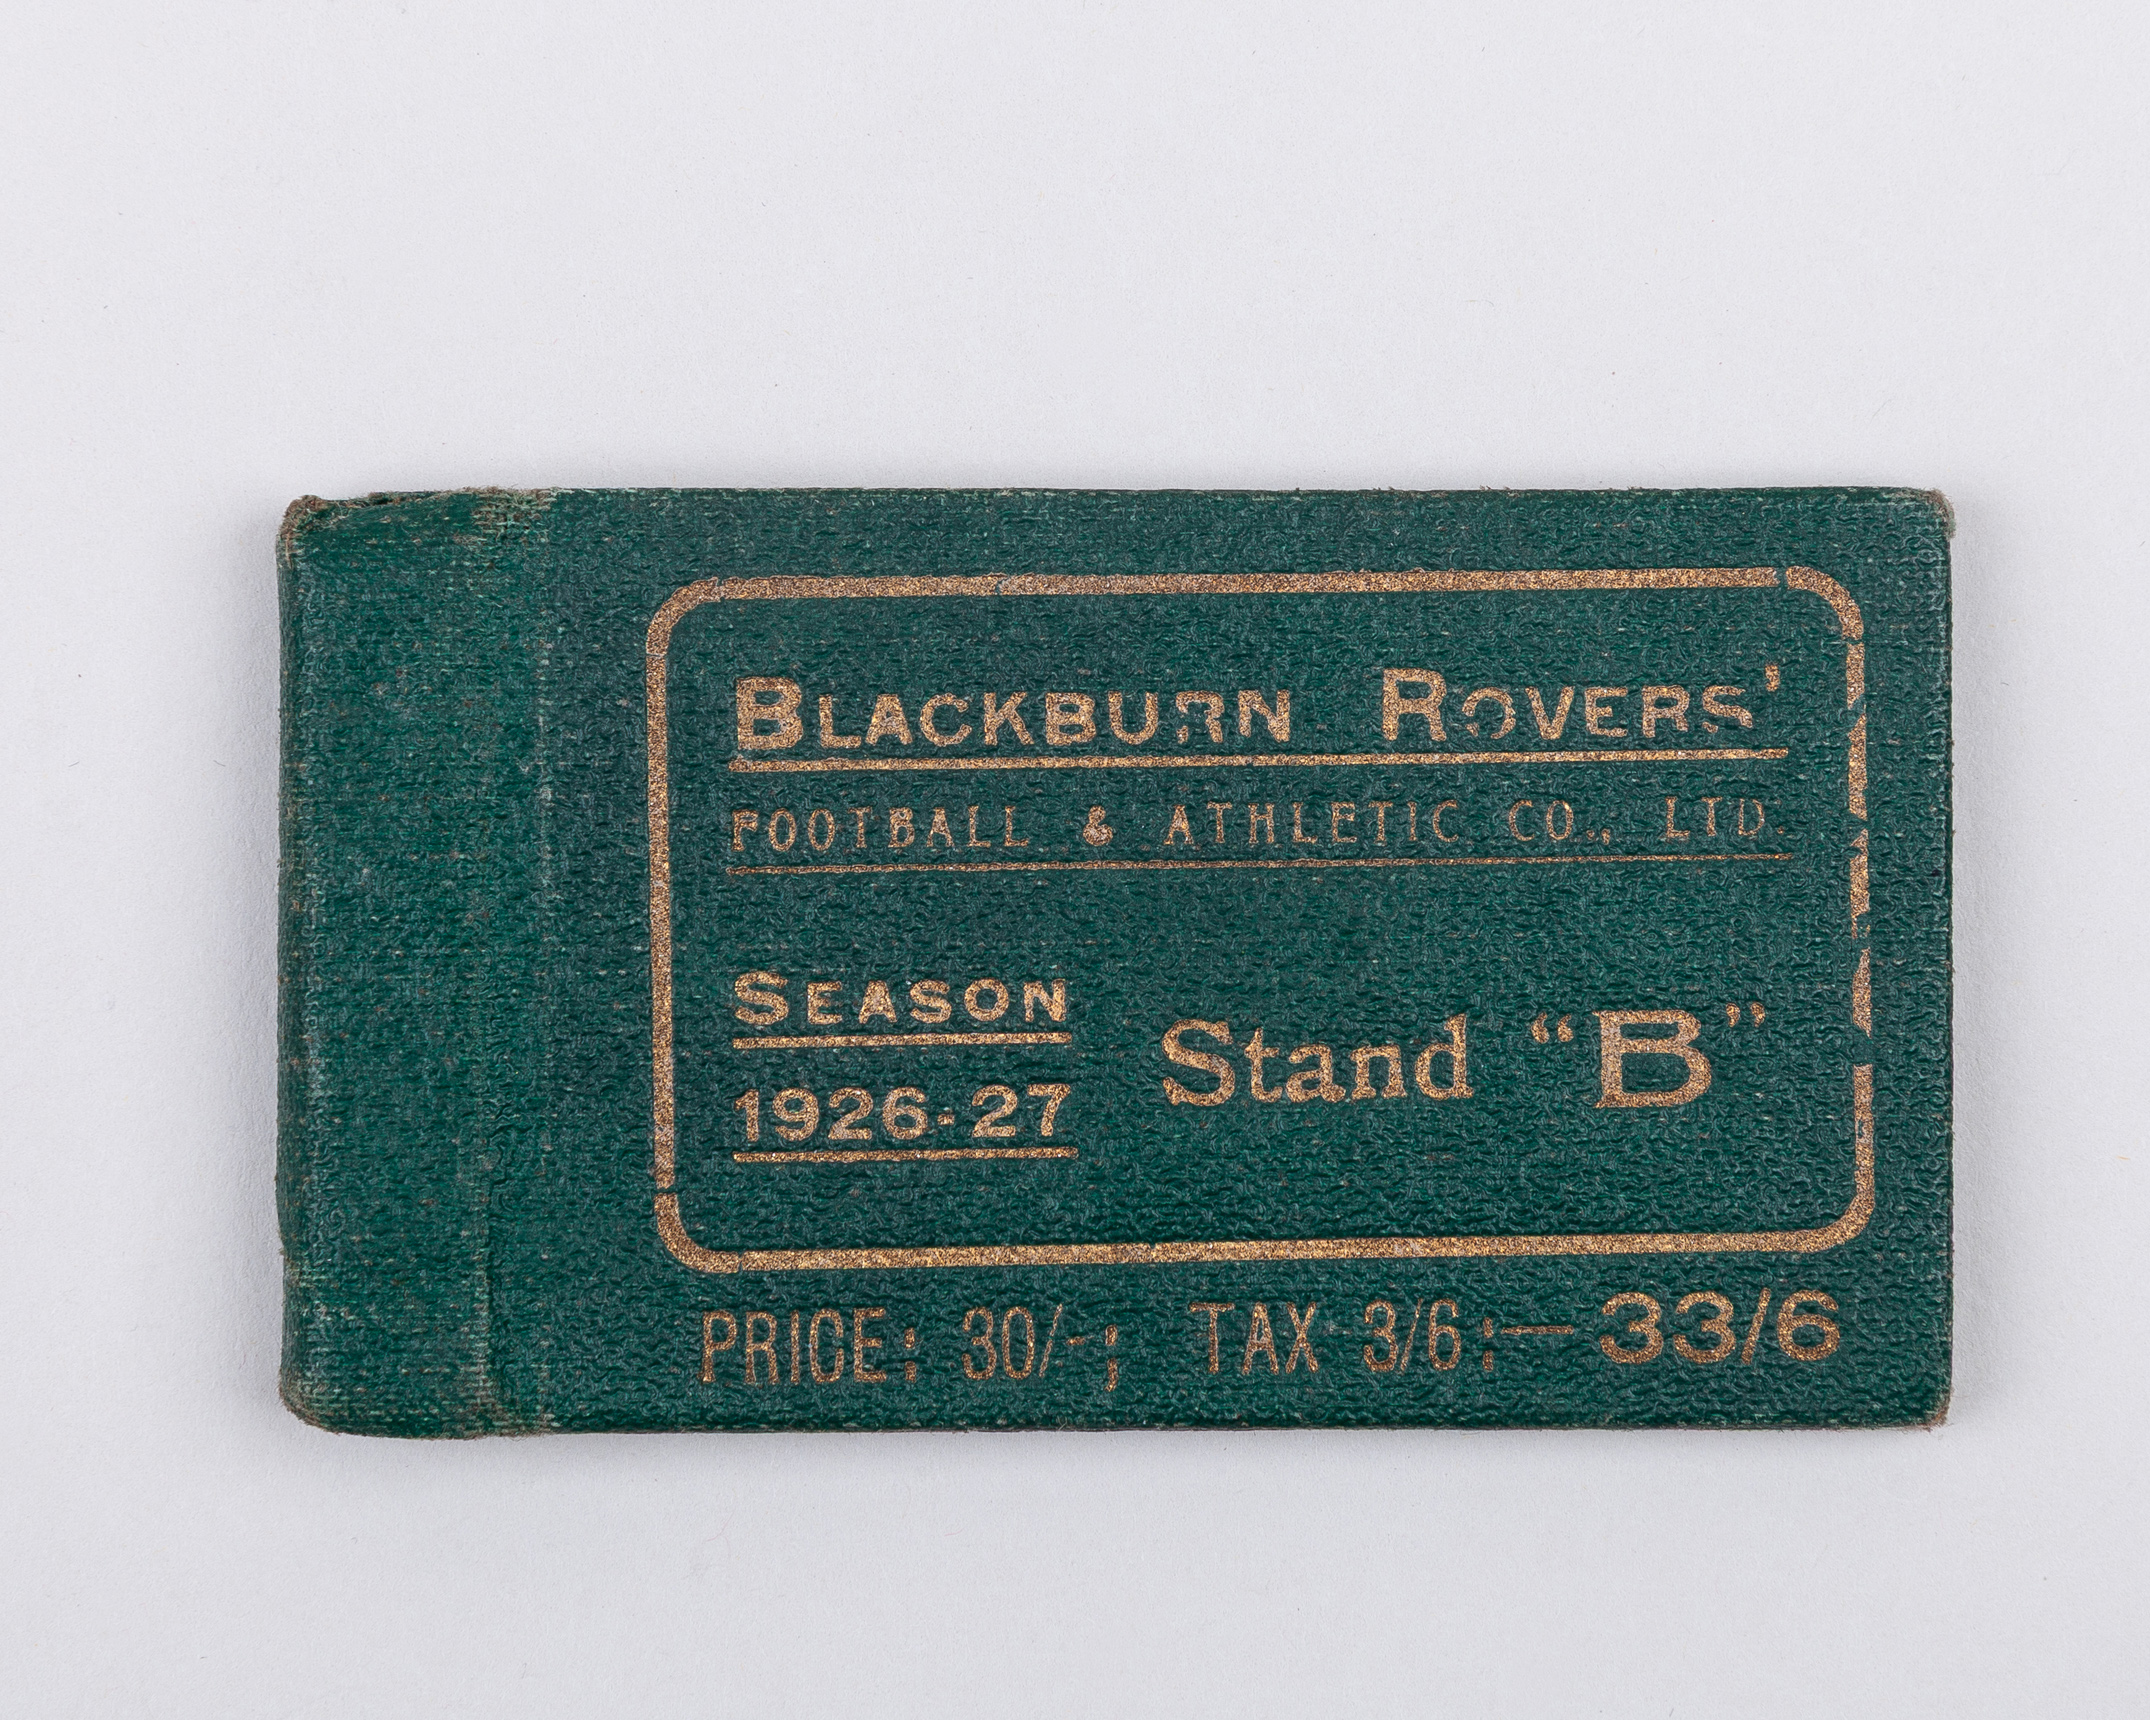 BLACKBURN ROVERS'
FOOTBALL & ATHLETIC CO., LTD.
SEASON
1926-27
Stand “B”
PRICE: 30/-; TAX 3/6:— 33/6